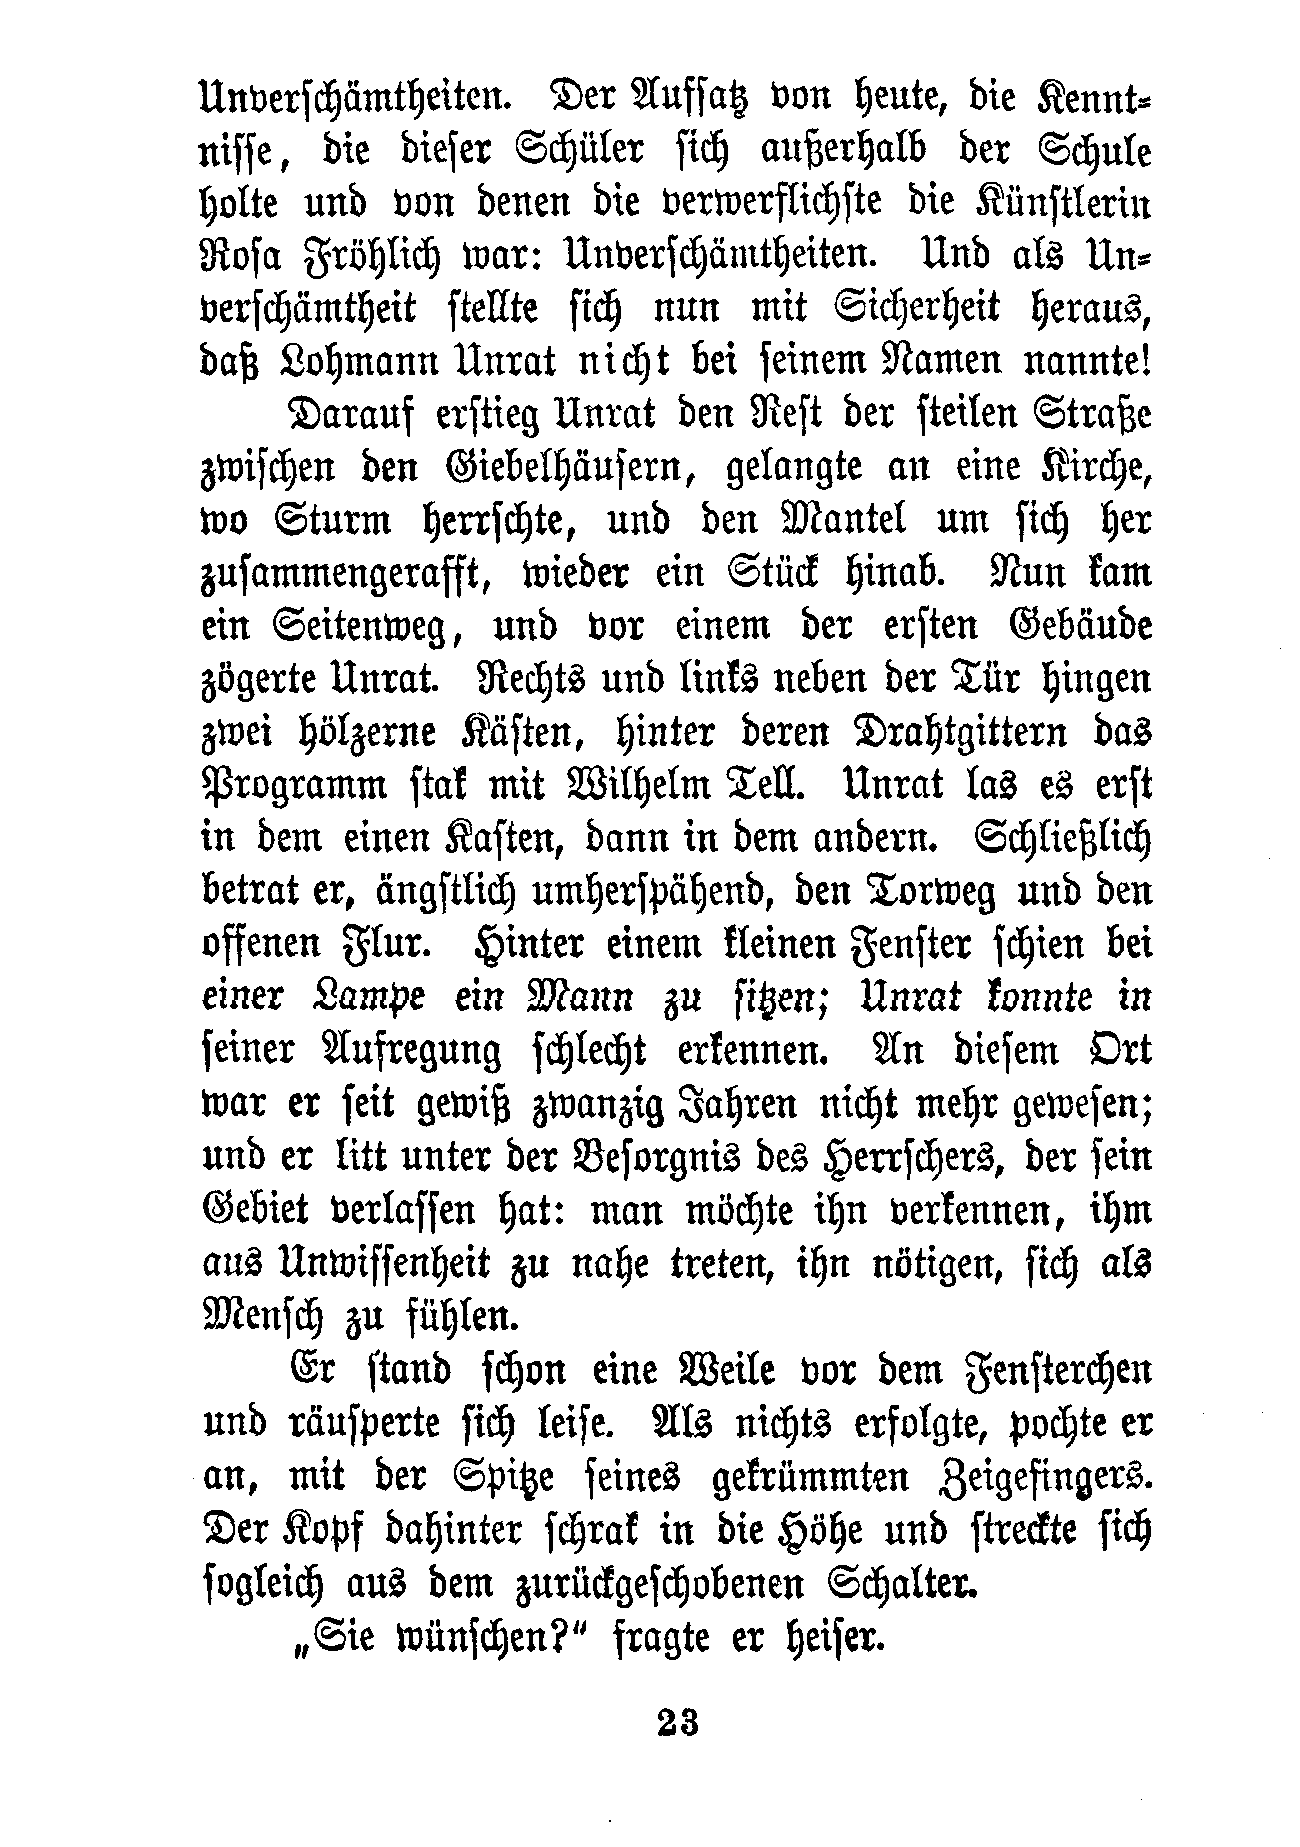 Unverſchämtheiten. Der Aufſatz von heute, die Kennt⸗
niſſe, die dieſer Schüler ſich außerhalb der Schule
holte und von denen die verwerflichſte die Künſtlerin
Roſa Fröhlich war: Unverſchämtheiten. Und als Un⸗
verſchämtheit ſtellte ſich nun mit Sicherheit heraus,
daß Lohmann Unrat nicht bei ſeinem Namen nannte!
Darauf erſtieg Unrat den Reſt der ſteilen Straße
zwiſchen den Giebelhäuſern, gelangte an eine Kirche,
wo Sturm herrſchte, und den Mantel um ſich her
zuſammengerafft, wieder ein Stück hinab. Nun kam
ein Seitenweg, und vor einem der erſten Gebäude
zögerte Unrat. Rechts und links neben der Tür hingen
zwei hölzerne Käſten, hinter deren Drahtgittern das
Programm ſtak mit Wilhelm Tell. Unrat las es erſt
in dem einen Kaſten, dann in dem andern. Schließlich
betrat er, ängſtlich umherſpähend, den Torweg und den
offenen Flur. Hinter einem kleinen Fenſter ſchien bei
einer Lampe ein Mann zu ſitzen; Unrat konnte in
ſeiner Aufregung ſchlecht erkennen. An dieſem Ort
war er ſeit gewiß zwanzig Jahren nicht mehr geweſen;
und er litt unter der Beſorgnis des Herrſchers, der ſein
Gebiet verlaſſen hat: man möchte ihn verkennen, ihm
aus Unwiſſenheit zu nahe treten, ihn nötigen, ſich als
Menſch zu fühlen.
Er ſtand ſchon eine Weile vor dem Fenſterchen
und räuſperte ſich leiſe. Als nichts erfolgte, pochte er
an, mit der Spitze ſeines gekrümmten Zeigefingers.
Der Kopf dahinter ſchrak in die Höhe und ſtreckte ſich
ſogleich aus dem zurückgeſchobenen Schalter.
„Sie wünſchen?“ fragte er heiſer.
23